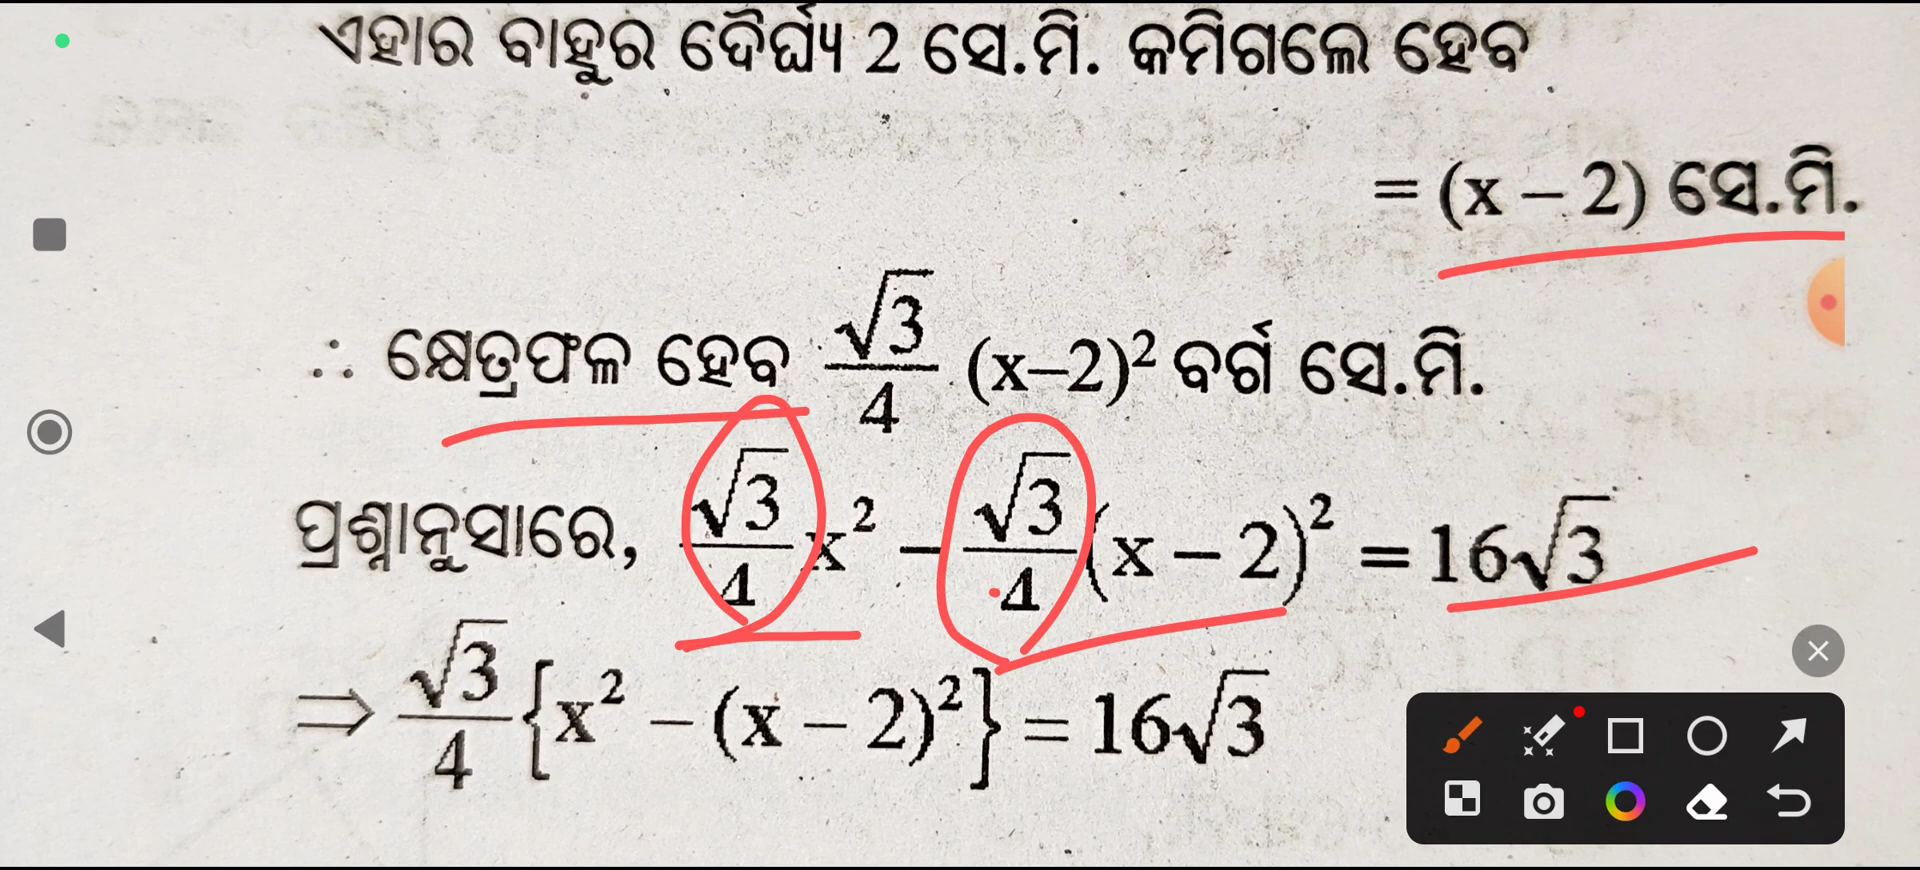 ଏହାର ବାହୁର ଦୈର୍ଘ୍ୟ 2 ସେ.ମି. କମିଗଲେ ହେବ
= (x – 2) ସେ.ମି.
∴ କ୍ଷେତ୍ରଫଳ ହେବ √3/4 (x–2)² ବର୍ଗ ସେ.ମି.
ପ୍ରଶ୍ନାନୁସାରେ, √3/4 x² – √3/4 (x – 2)² = 16√3
⇒ √3/4 {x² – (x – 2)²} = 16√3